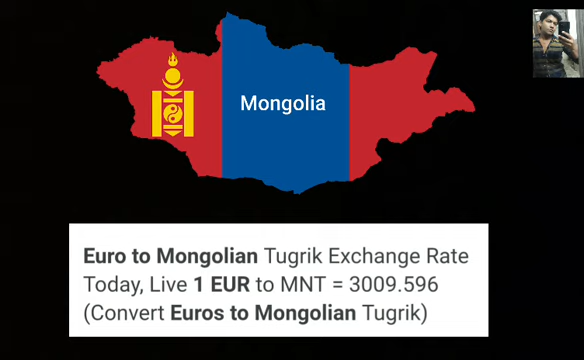 Mongolia
Euro to Mongolian Tugrik Exchange Rate
Today, Live 1 EUR to MNT = 3009.596
(Convert Euros to Mongolian Tugrik)